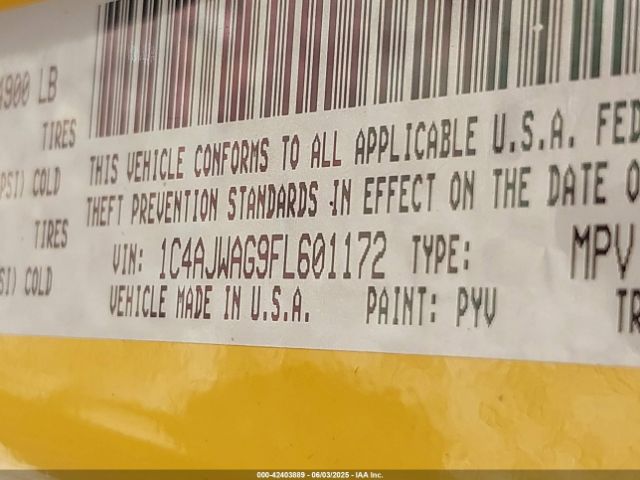 4900 LB
TIRES
PSI) COLD
TIRES
SI) COLD
THIS VEHICLE CONFORMS TO ALL APPLICABLE U.S.A. FED
THEFT PREVENTION STANDARDS IN EFFECT ON THE DATE O
VIN: 1C4AJWAG9FL601172 TYPE: MPV
VEHICLE MADE IN U.S.A. PAINT: PYV TR
000-42403889 - 06/03/2025 - IAA Inc.